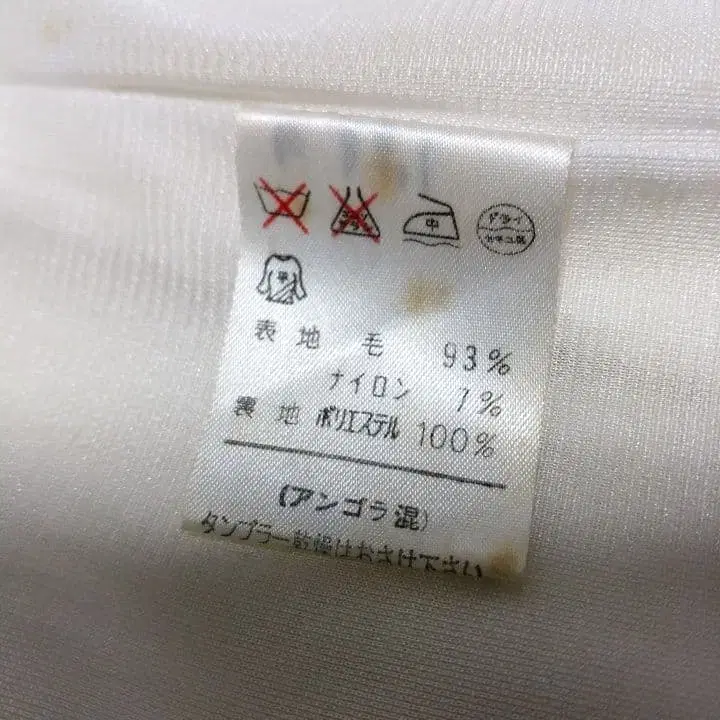 中 ドライ セキユ系
平
表地 毛 93%
ナイロン 7%
裏地 ポリエステル 100%
(アンゴラ混)
タンブラー乾燥はおさけ下さい